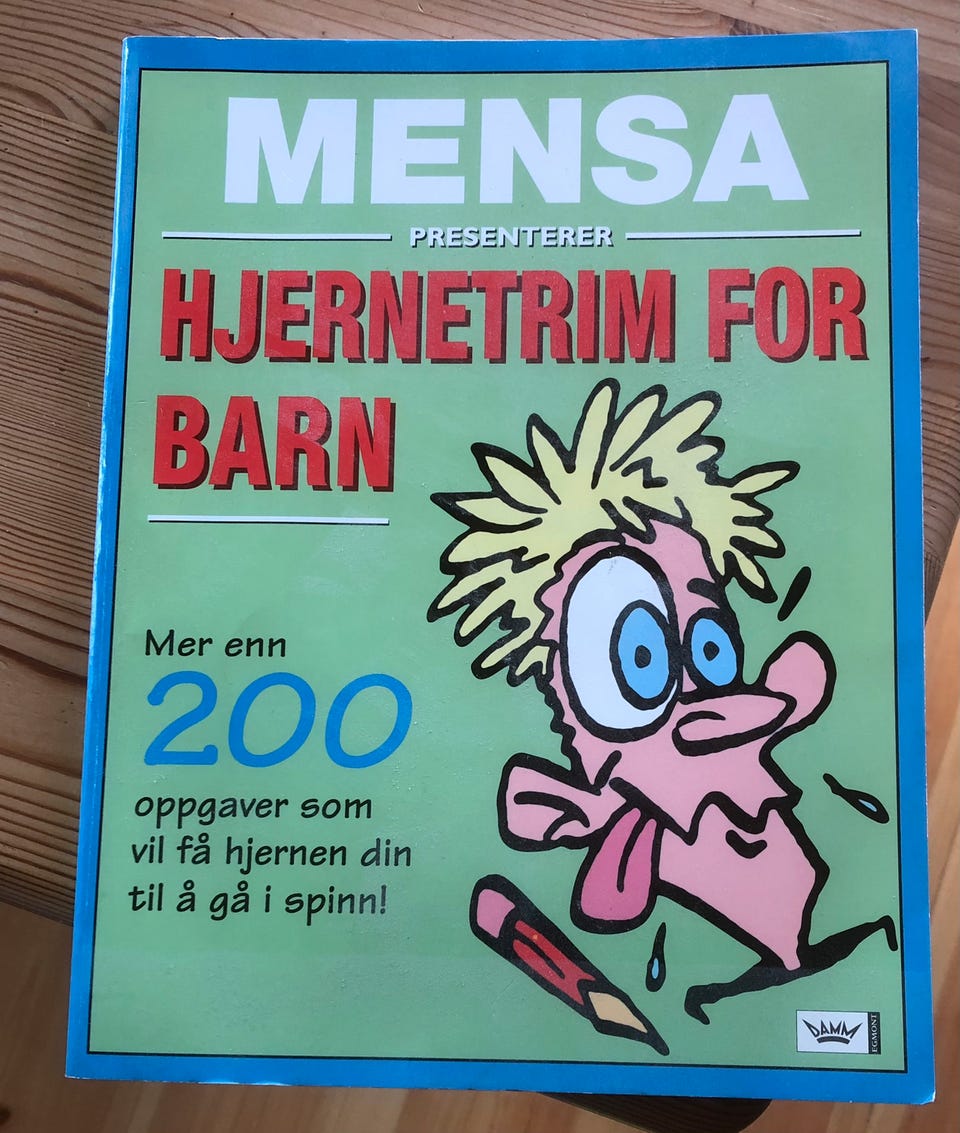 MENSA
PRESENTERER
HJERNETRIM FOR
BARN
Mer enn
200
oppgaver som
vil få hjernen din
til å gå i spinn!
DAMM
EGMONT